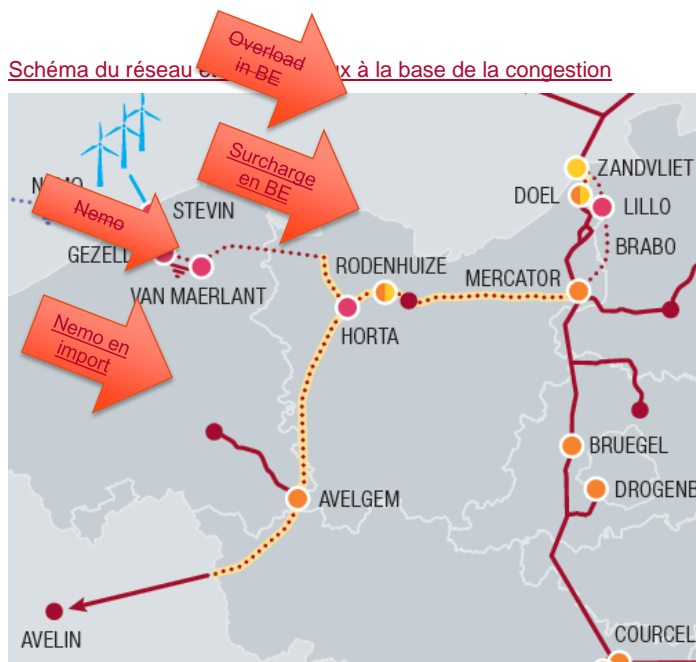 Overload
in BE
Schéma du réseau x à la base de la congestion
ZANDVLIET
Surcharge
en BE
DOEL
LILLO
STEVIN
Nemo
BRABO
GEZELL
RODENHUIZE
MERCATOR
VAN MAERLANT
HORTA
Nemo en
import
BRUEGEL
AVELGEM
DROGENB
COURCEL
AVELIN